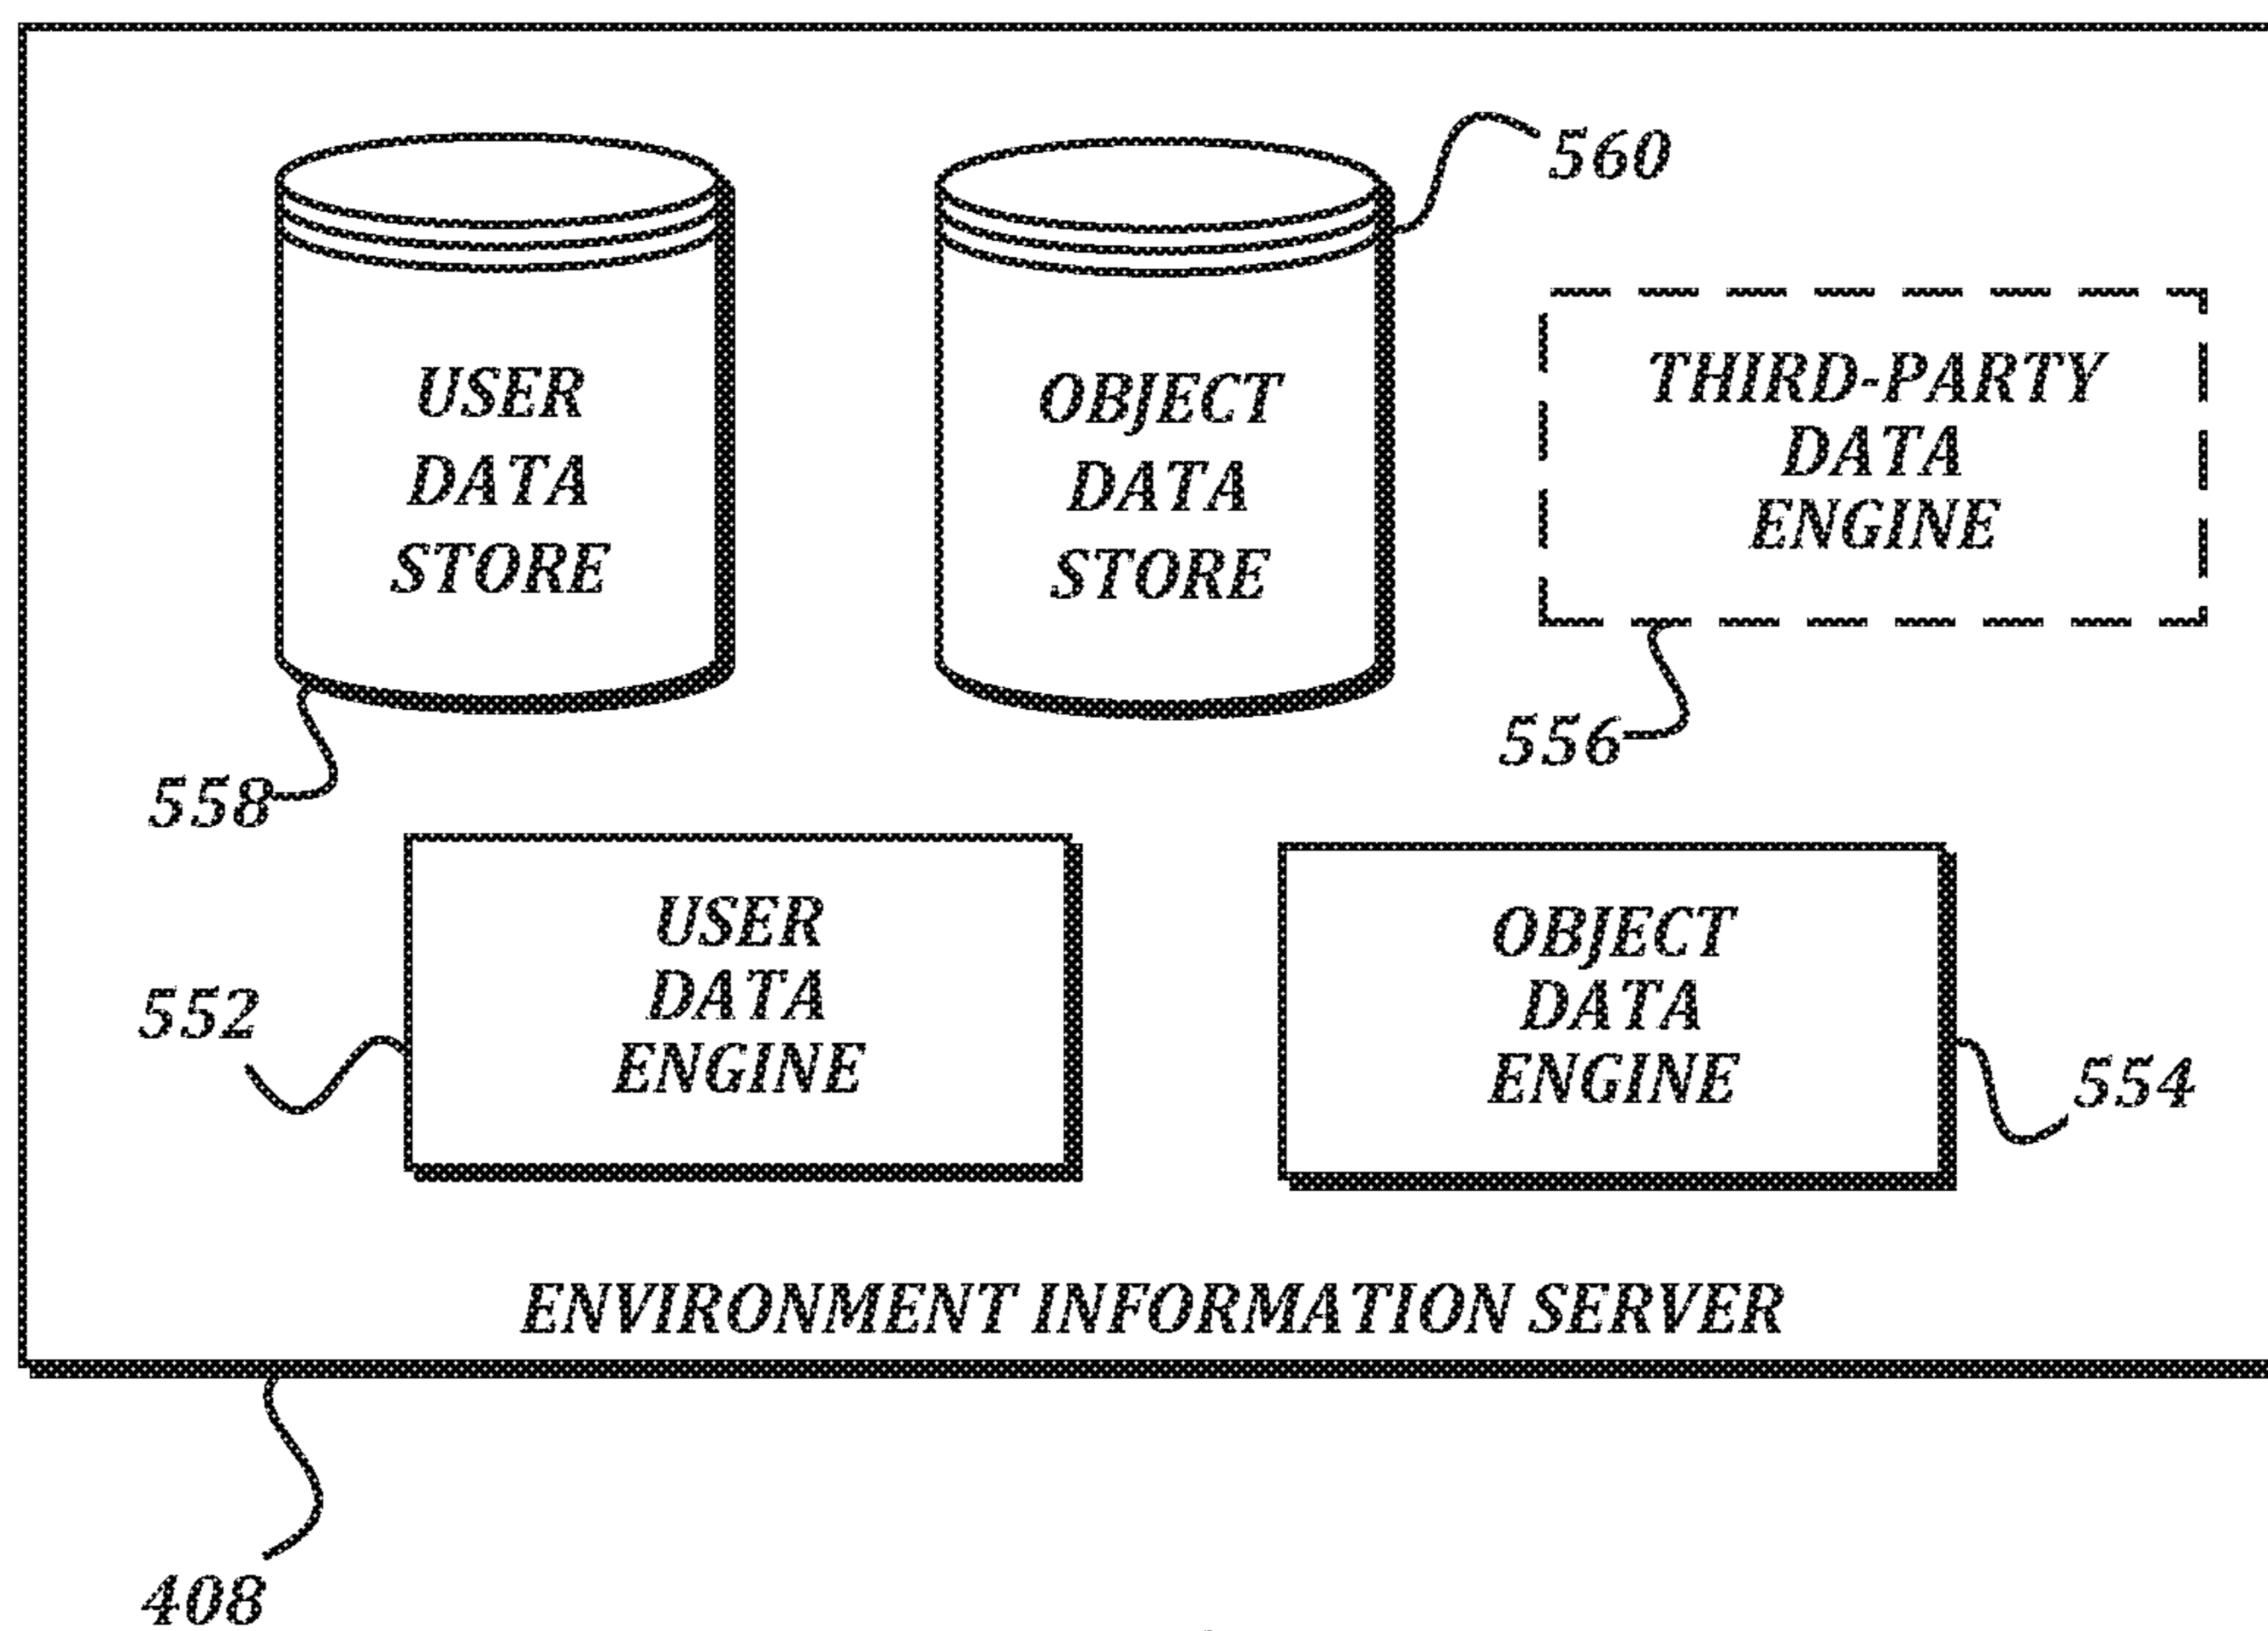 560
USER
DATA
STORE
OBJECT
DATA
STORE
THIRD-PARTY
DATA
ENGINE
558
556
USER
DATA
ENGINE
552
OBJECT
DATA
ENGINE
554
ENVIRONMENT INFORMATION SERVER
408